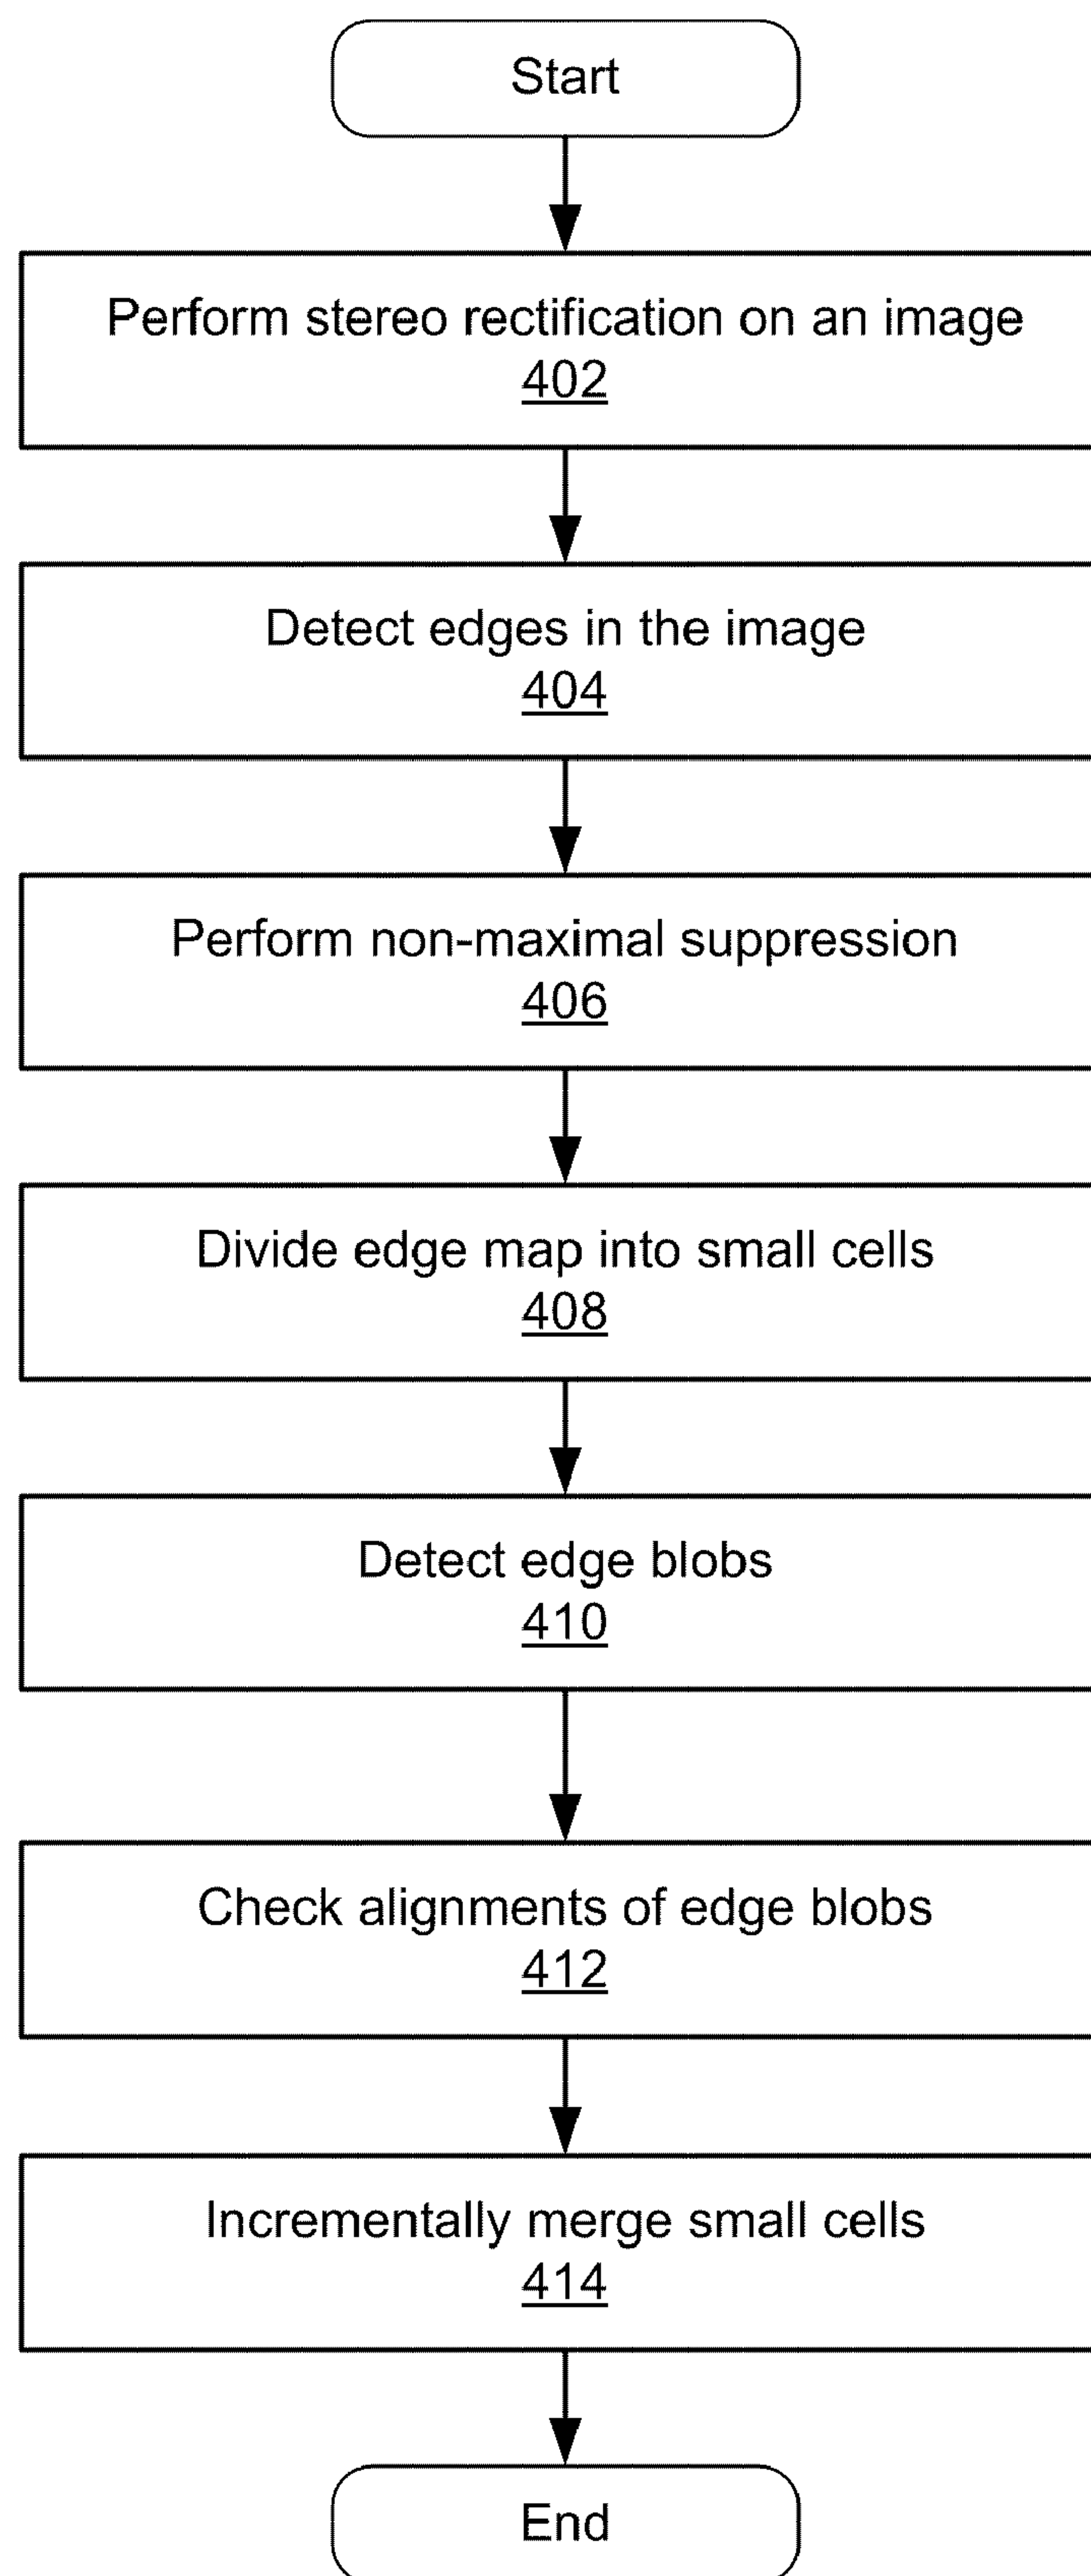 Start
Perform stereo rectification on an image
402
Detect edges in the image
404
Perform non-maximal suppression
406
Divide edge map into small cells
408
Detect edge blobs
410
Check alignments of edge blobs
412
Incrementally merge small cells
414
End